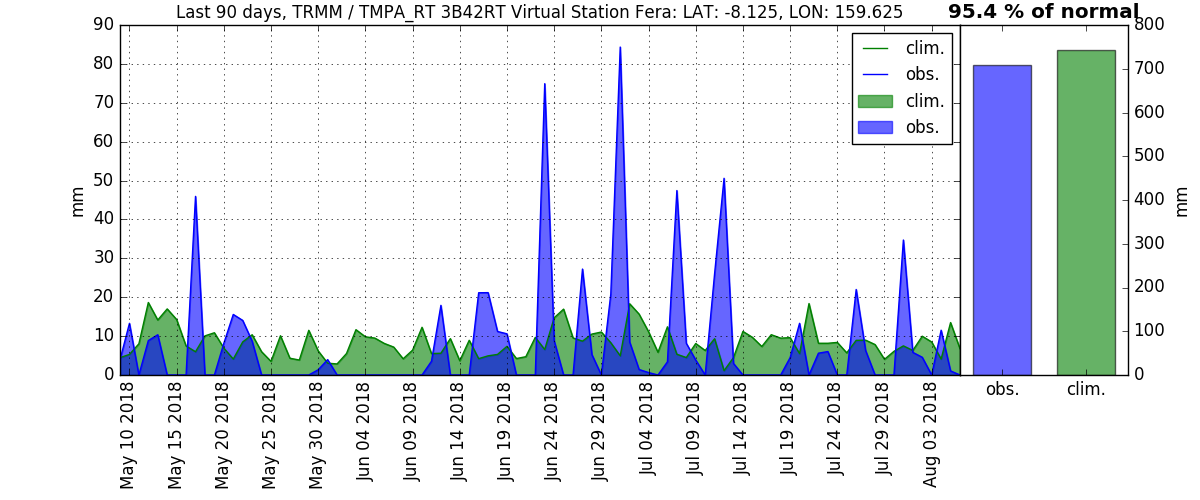 Last 90 days, TRMM / TMPA_RT 3B42RT Virtual Station Fera: LAT: -8.125, LON: 159.625
95.4 % of normal
90
80
70
60
50
40
30
20
10
0
mm
clim.
obs.
clim.
obs.
800
700
600
500
400
300
200
100
0
mm
obs.
clim.
May 10 2018
May 15 2018
May 20 2018
May 25 2018
May 30 2018
Jun 04 2018
Jun 09 2018
Jun 14 2018
Jun 19 2018
Jun 24 2018
Jun 29 2018
Jul 04 2018
Jul 09 2018
Jul 14 2018
Jul 19 2018
Jul 24 2018
Jul 29 2018
Aug 03 2018